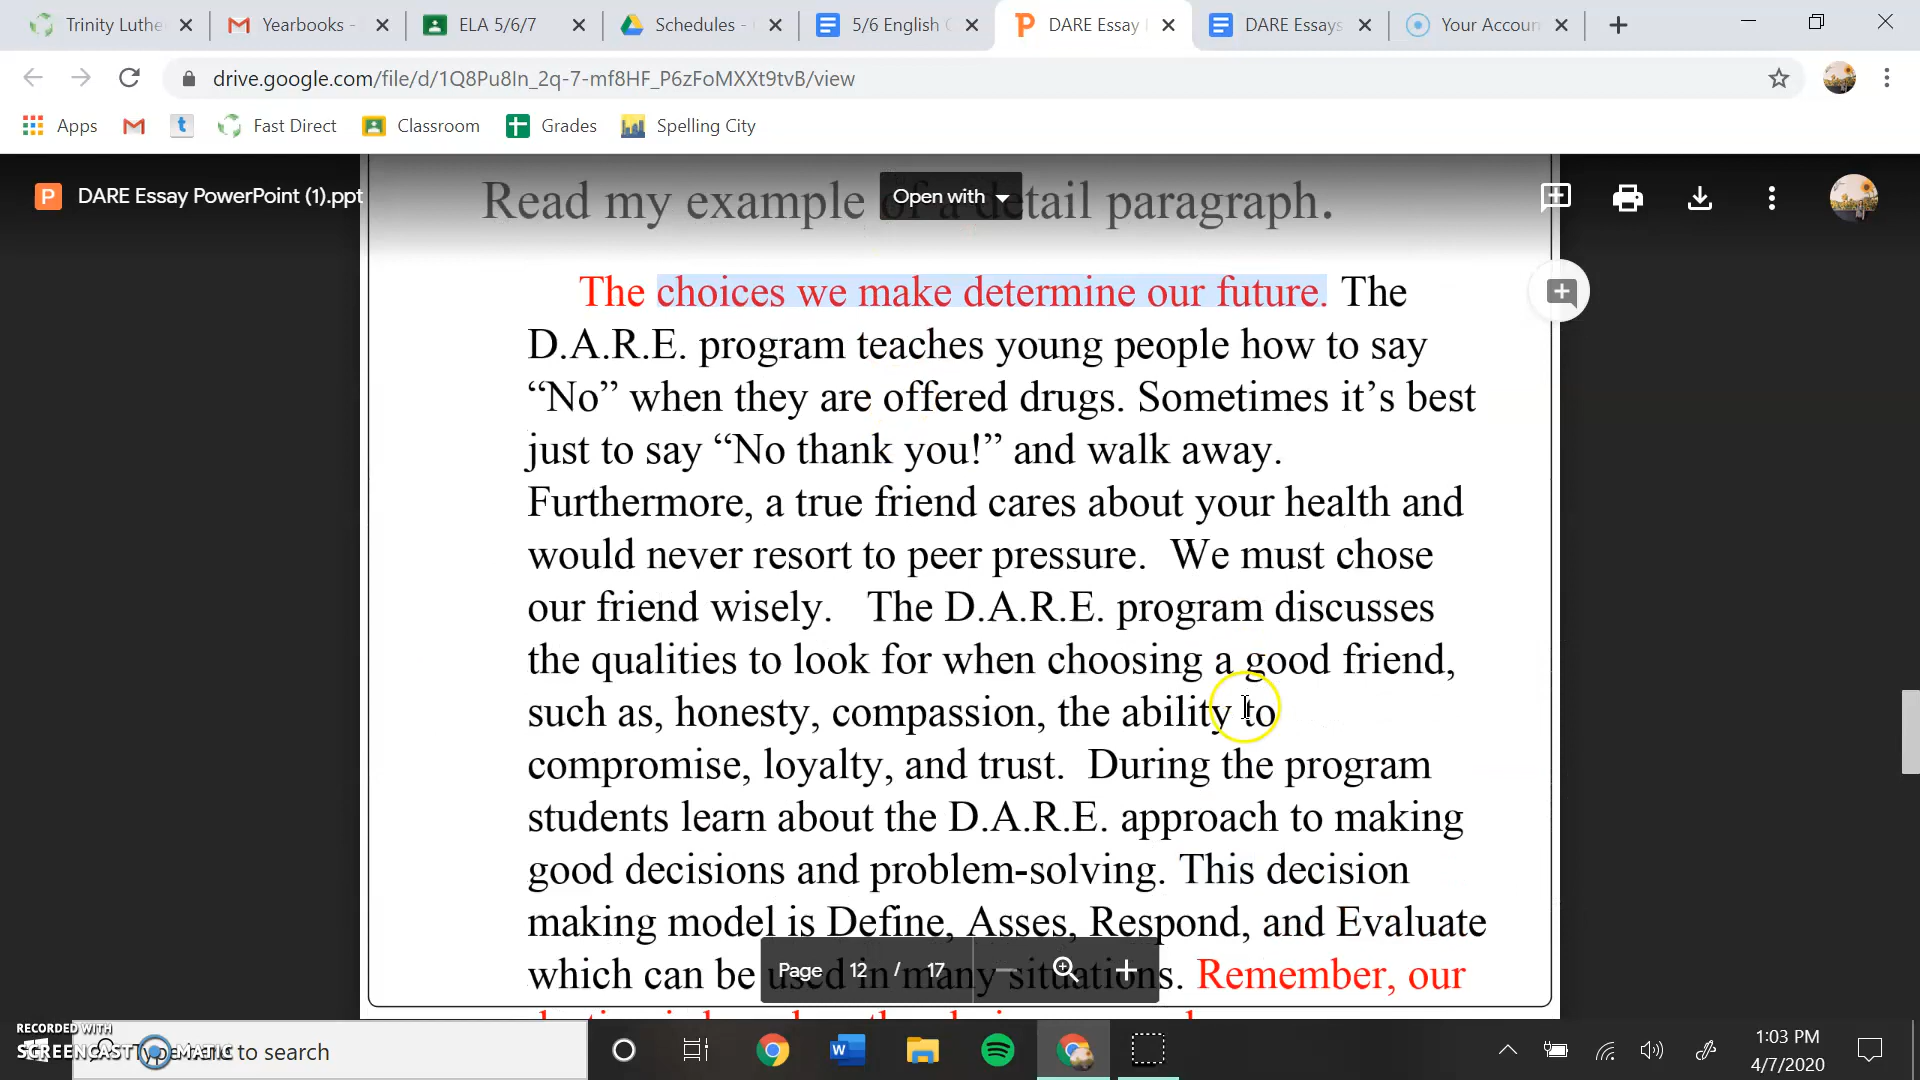 Trinity Luthe
Yearbooks -
ELA 5/6/7
Schedules -
5/6 English
DARE Essay
DARE Essays
Your Accoun
drive.google.com/file/d/1Q8Pu8In_2q-7-mf8HF_P6zFoMXXt9tvB/view
Apps
Fast Direct
Classroom
Grades
Spelling City
DARE Essay PowerPoint (1).ppt
Open with
Read my example of a detail paragraph.
The choices we make determine our future. The
D.A.R.E. program teaches young people how to say
“No” when they are offered drugs. Sometimes it’s best
just to say “No thank you!” and walk away.
Furthermore, a true friend cares about your health and
would never resort to peer pressure. We must chose
our friend wisely. The D.A.R.E. program discusses
the qualities to look for when choosing a good friend,
such as, honesty, compassion, the ability to
compromise, loyalty, and trust. During the program
students learn about the D.A.R.E. approach to making
good decisions and problem-solving. This decision
making model is Define, Asses, Respond, and Evaluate
which can be used in many situations. Remember, our
Page 12 / 17
RECORDED WITH
SCREENCAST MATIC
to search
1:03 PM
4/7/2020